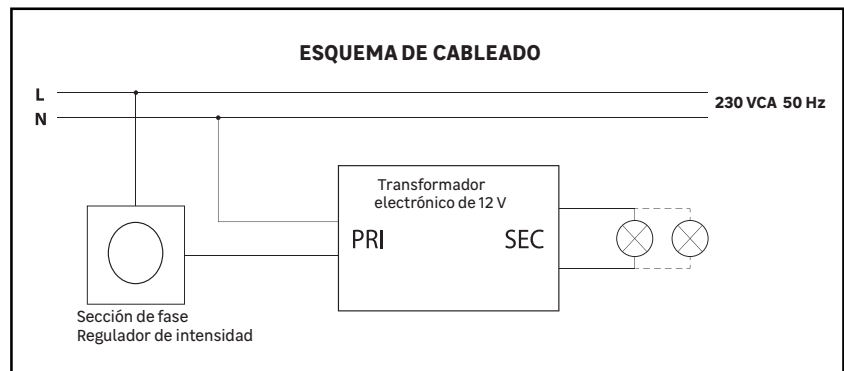 ESQUEMA DE CABLEADO
L
230 VCA 50 Hz
N
Transformador
electrónico de 12 V
PRI
SEC
Sección de fase
Regulador de intensidad